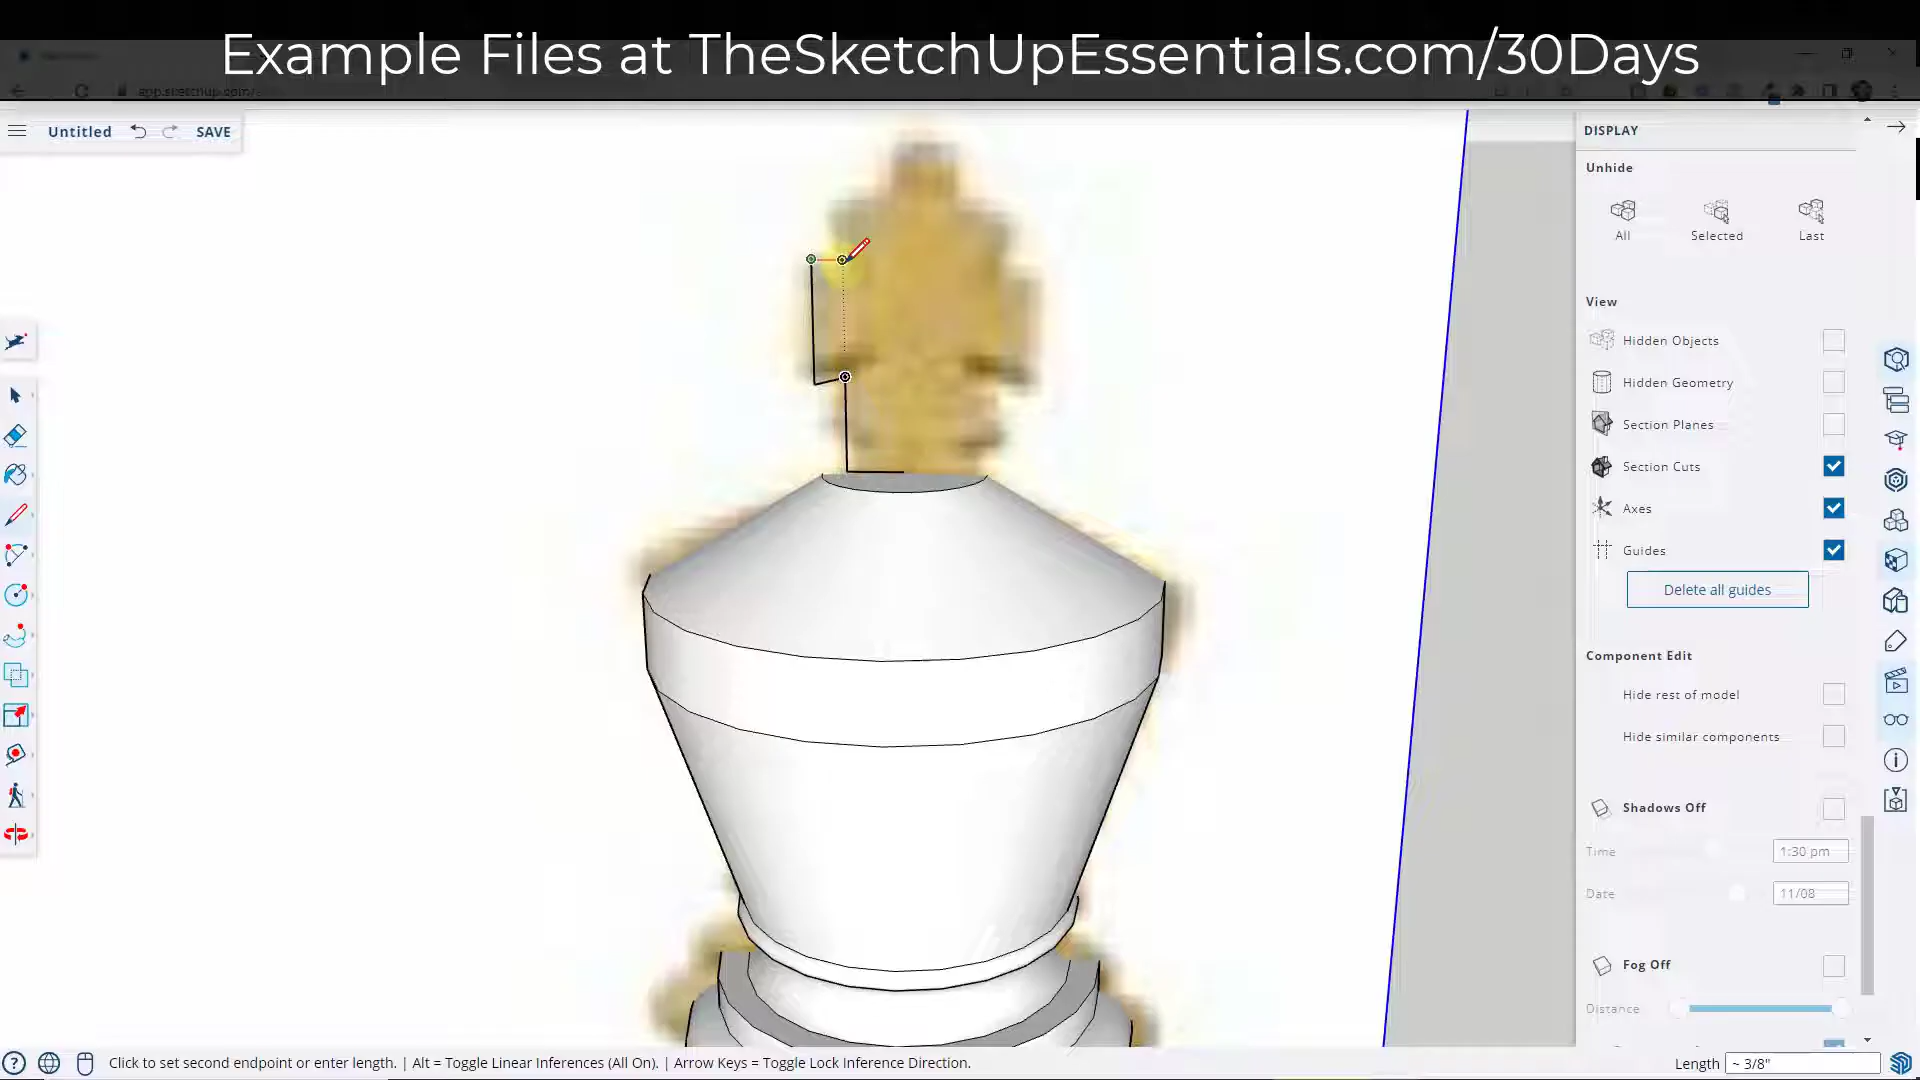 Example Files at TheSketchUpEssentials.com/30Days
app.sketchup.com
Untitled SAVE
DISPLAY
Unhide
All Selected Last
View
Hidden Objects
Hidden Geometry
Section Planes
Section Cuts
Axes
Guides
Delete all guides
Component Edit
Hide rest of model
Hide similar components
Shadows Off
Time 1:30 pm
Date 11/08
Fog Off
Distance
Click to set second endpoint or enter length. | Alt = Toggle Linear Inferences (All On). | Arrow Keys = Toggle Lock Inference Direction.
Length ~ 3/8"